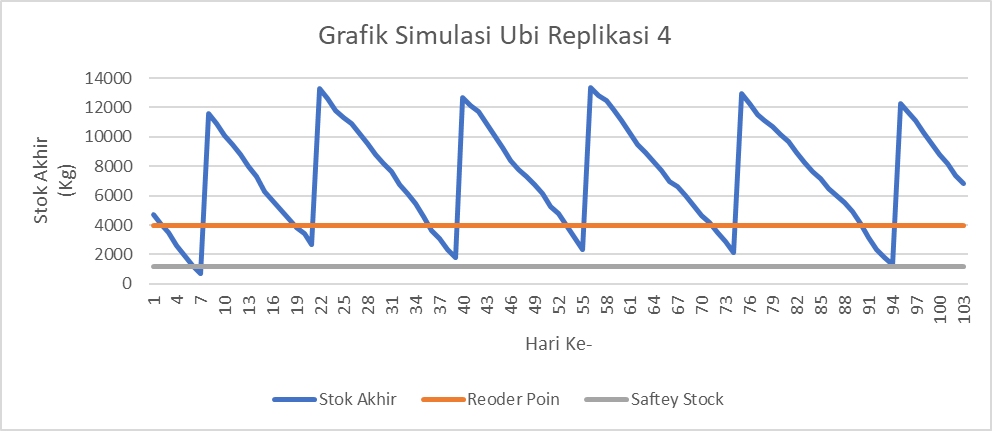 Grafik Simulasi Ubi Replikasi 4
Stok Akhir
(Kg)
14000
12000
10000
8000
6000
4000
2000
0
1 4 7 10 13 16 19 22 25 28 31 34 37 40 43 46 49 52 55 58 61 64 67 70 73 76 79 82 85 88 91 94 97 100 103
Hari Ke-
Stok Akhir Reoder Poin Saftey Stock